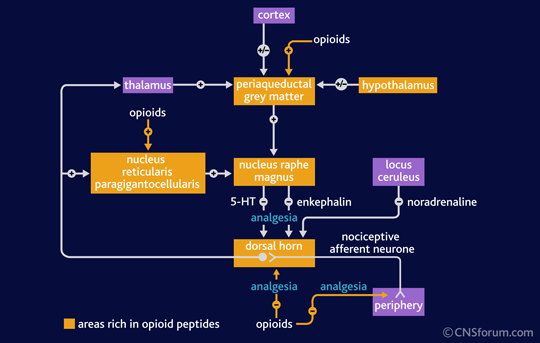 cortex
opioids
thalamus
periaqueductal
grey matter
hypothalamus
opioids
nucleus
reticularis
paragigantocellularis
nucleus raphe
magnus
locus
ceruleus
5-HT
enkephalin
noradrenaline
analgesia
dorsal horn
nociceptive
afferent neurone
analgesia
analgesia
periphery
opioids
areas rich in opioid peptides
© CNSforum.com